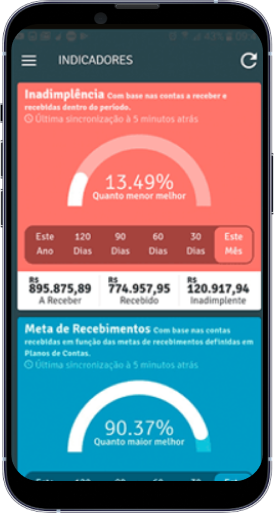 43%
INDICADORES
Inadimplência Com base nas contas a receber e
recebidas dentro do período.
Última sincronização à 5 minutos atrás
13.49%
Quanto menor melhor
Este Ano
120 Dias
90 Dias
60 Dias
30 Dias
Este Mês
R$ 895.875,89
A Receber
R$ 774.957,95
Recebido
R$ 120.917,94
Inadimplente
Meta de Recebimentos Com base nas contas
recebidas em função das metas de recebimentos definidas em
Planos de Contas.
Última sincronização à 5 minutos atrás
90.37%
Quanto maior melhor